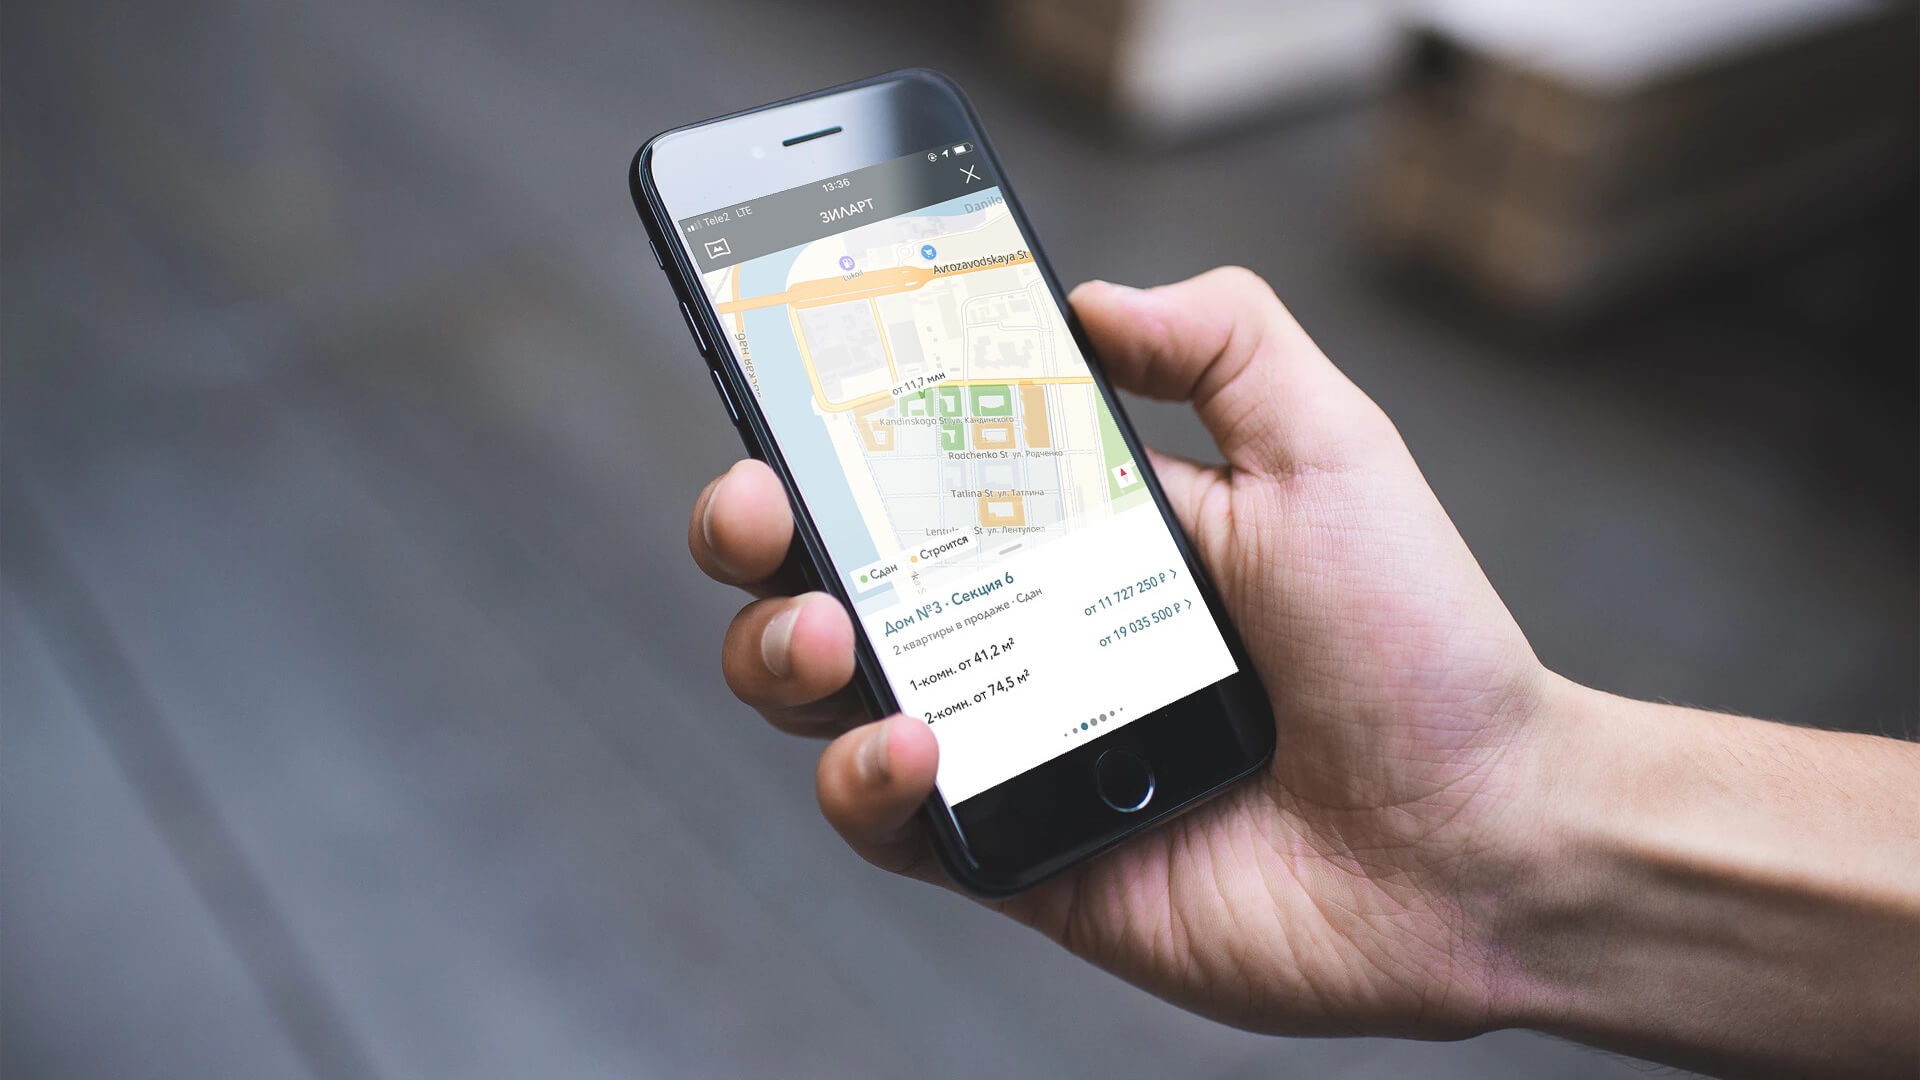 Tele2 LTE
13:36
ЗИЛАРТ
Danilo
Lukoil
Avtozavodskaya St
ская наб.
от 11,7 млн
Kandinskogo St ул. Кандинского
Rodchenko St ул. Родченко
Tatlina St ул. Татлина
St ул. Лентулова
Сдан
Строится
Дом №3 · Секция 6
2 квартиры в продаже · Сдан
1-комн. от 41,2 м²
от 11 727 250 ₽
2-комн. от 74,5 м²
от 19 035 500 ₽